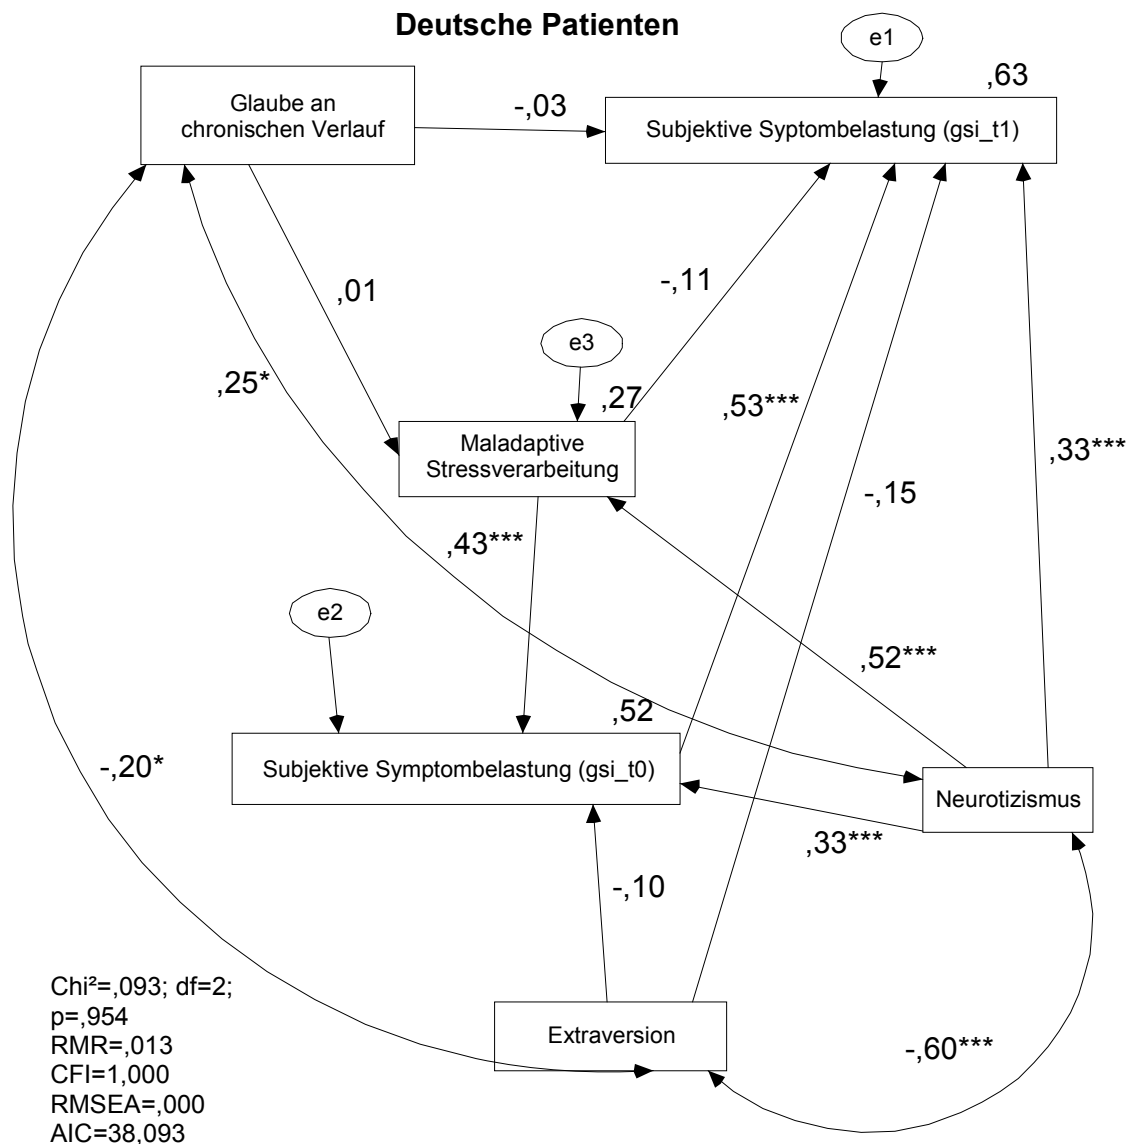 Deutsche Patienten
e1
,63
Glaube an
chronischen Verlauf
-,03
Subjektive Syptombelastung (gsi_t1)
,01
-,11
e3
,25*
,27
,53***
Maladaptive
Stressverarbeitung
,33***
-,15
,43***
e2
,52***
,52
-,20*
Subjektive Symptombelastung (gsi_t0)
Neurotizismus
,33***
-,10
Chi²=,093; df=2;
p=,954
RMR=,013
CFI=1,000
RMSEA=,000
AIC=38,093
Extraversion
-,60***